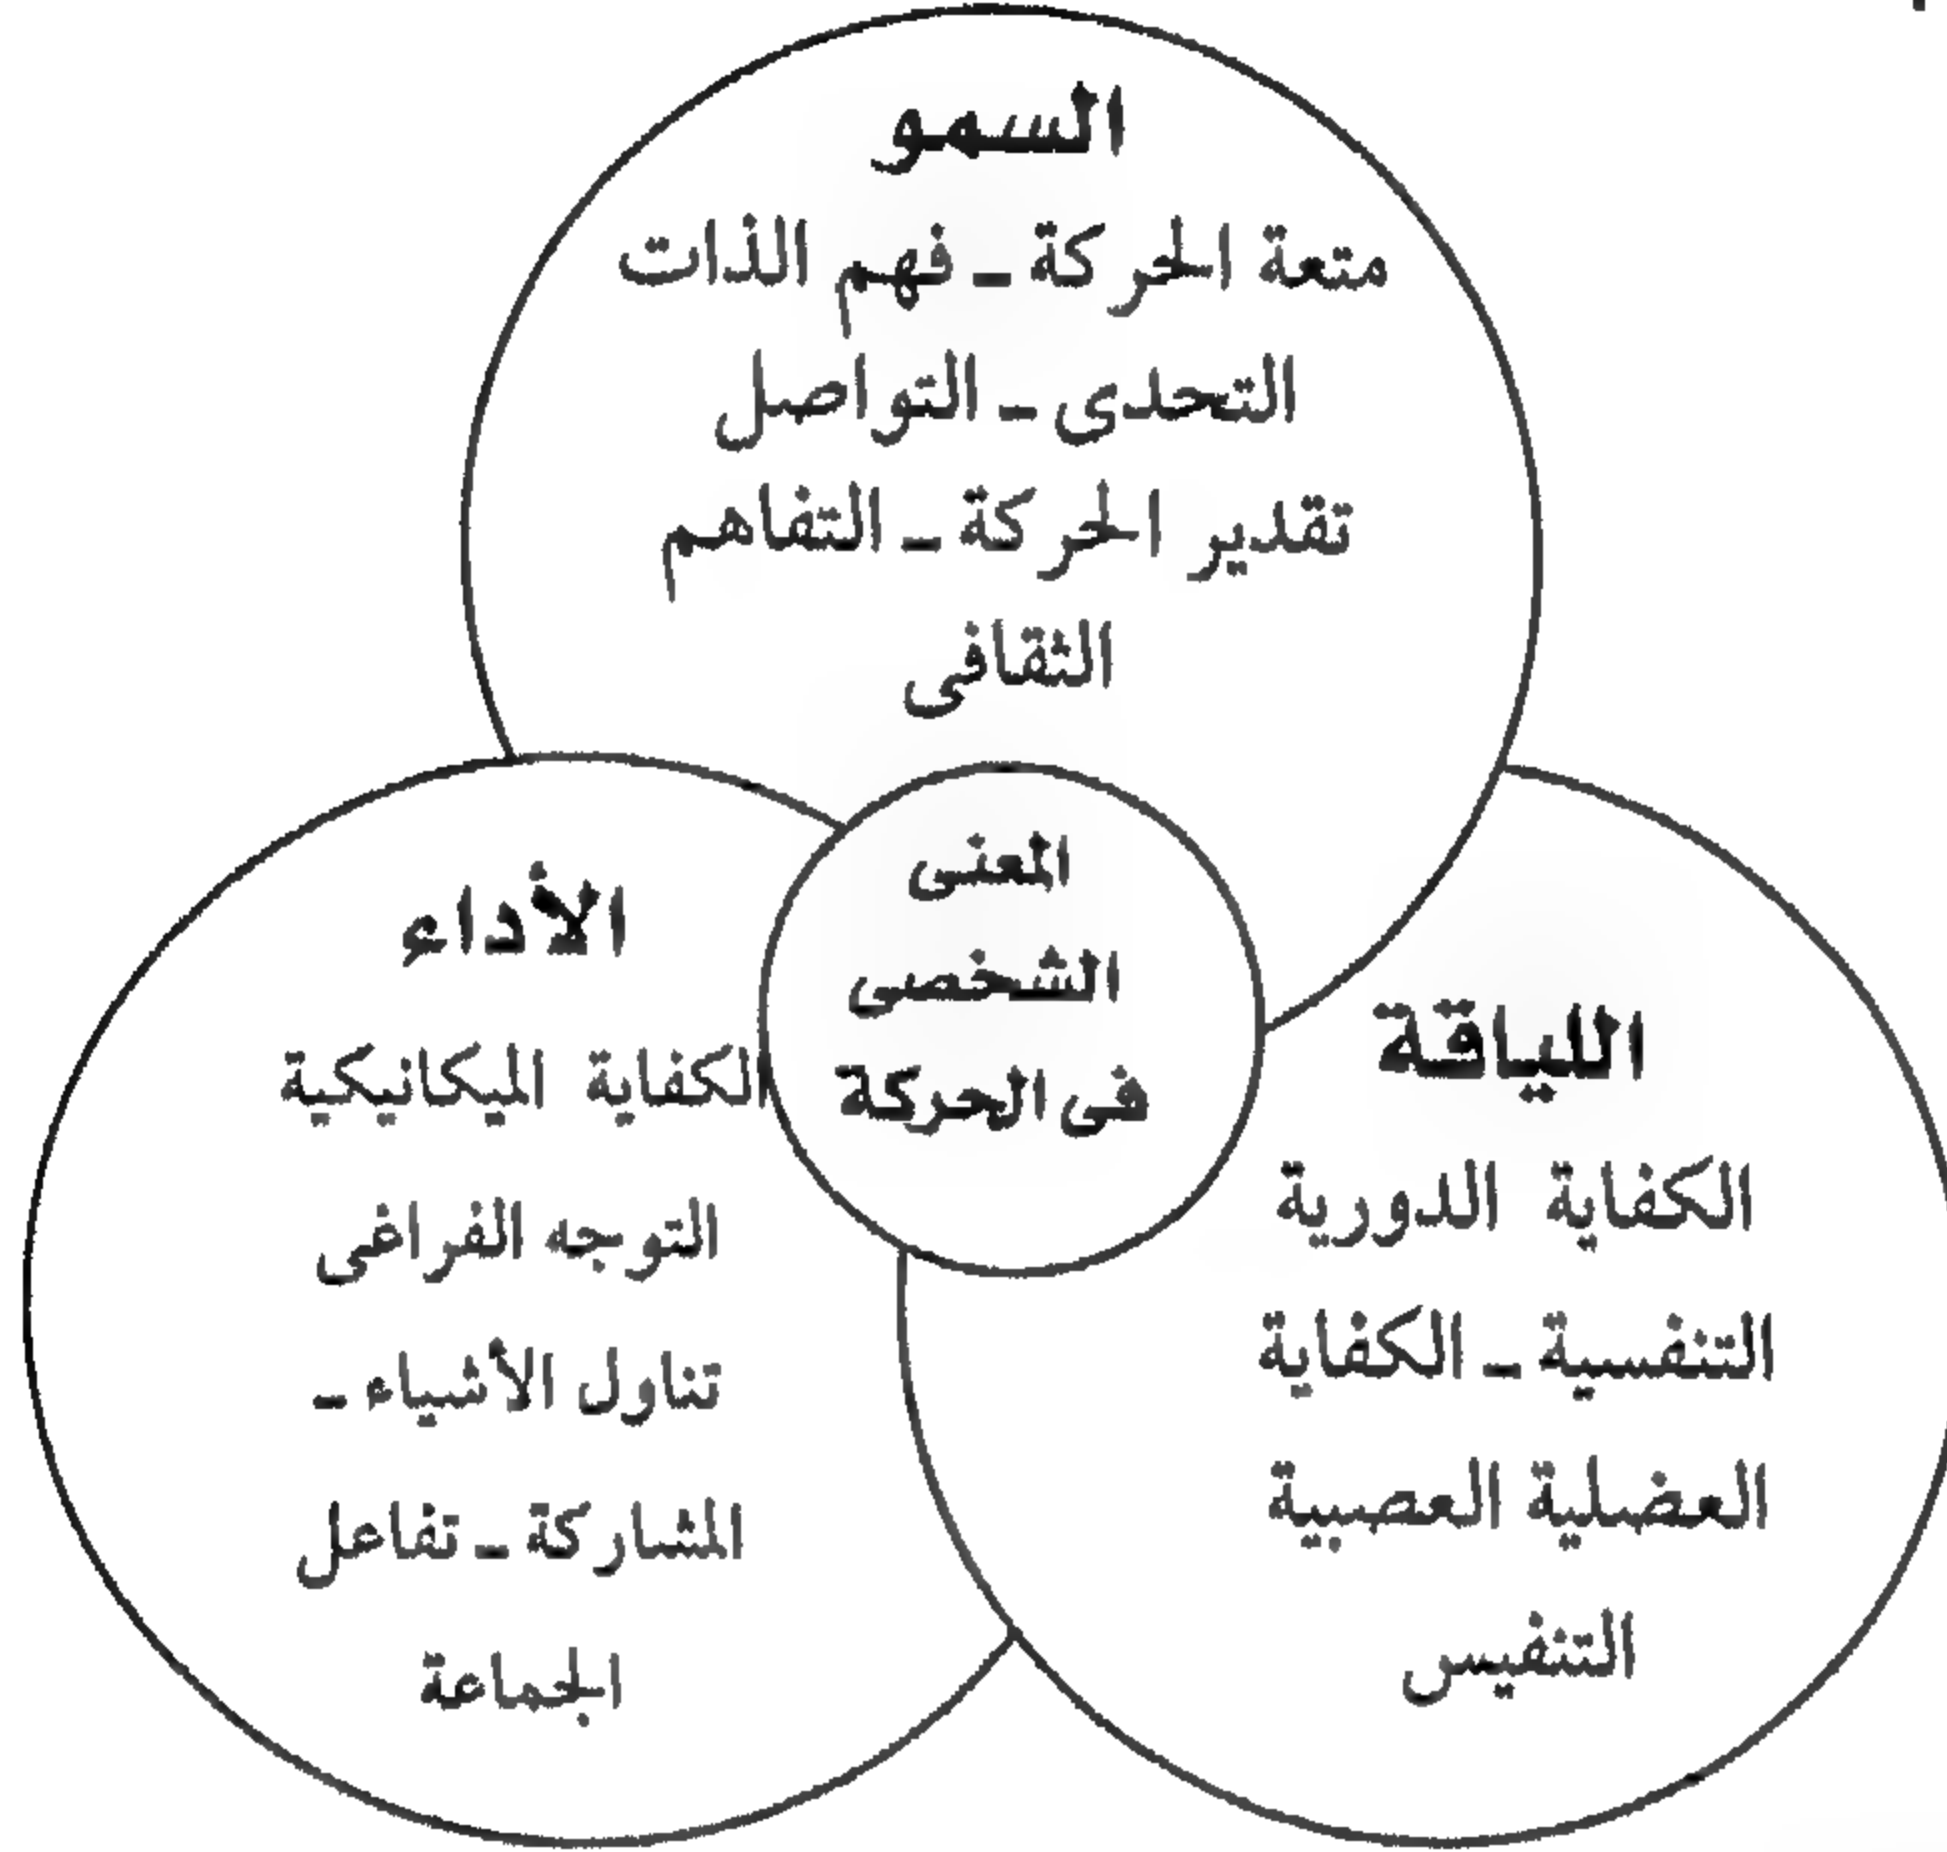 السمو
متعة الحركة ـ فهم الذات
التحدى ـ التواصل
تقدير الحركة ـ التفاهم
الثقافى
المعنى
الشخصى
فى الحركة
اللياقة
الكفاية الدورية
التنفسية ـ الكفاية
العضلية العصبية
التنفيس
الأداء
الكفاية الميكانيكية
التوجه الفراغى
تناول الأشياء ـ
المشاركة ـ تفاعل
الجماعة